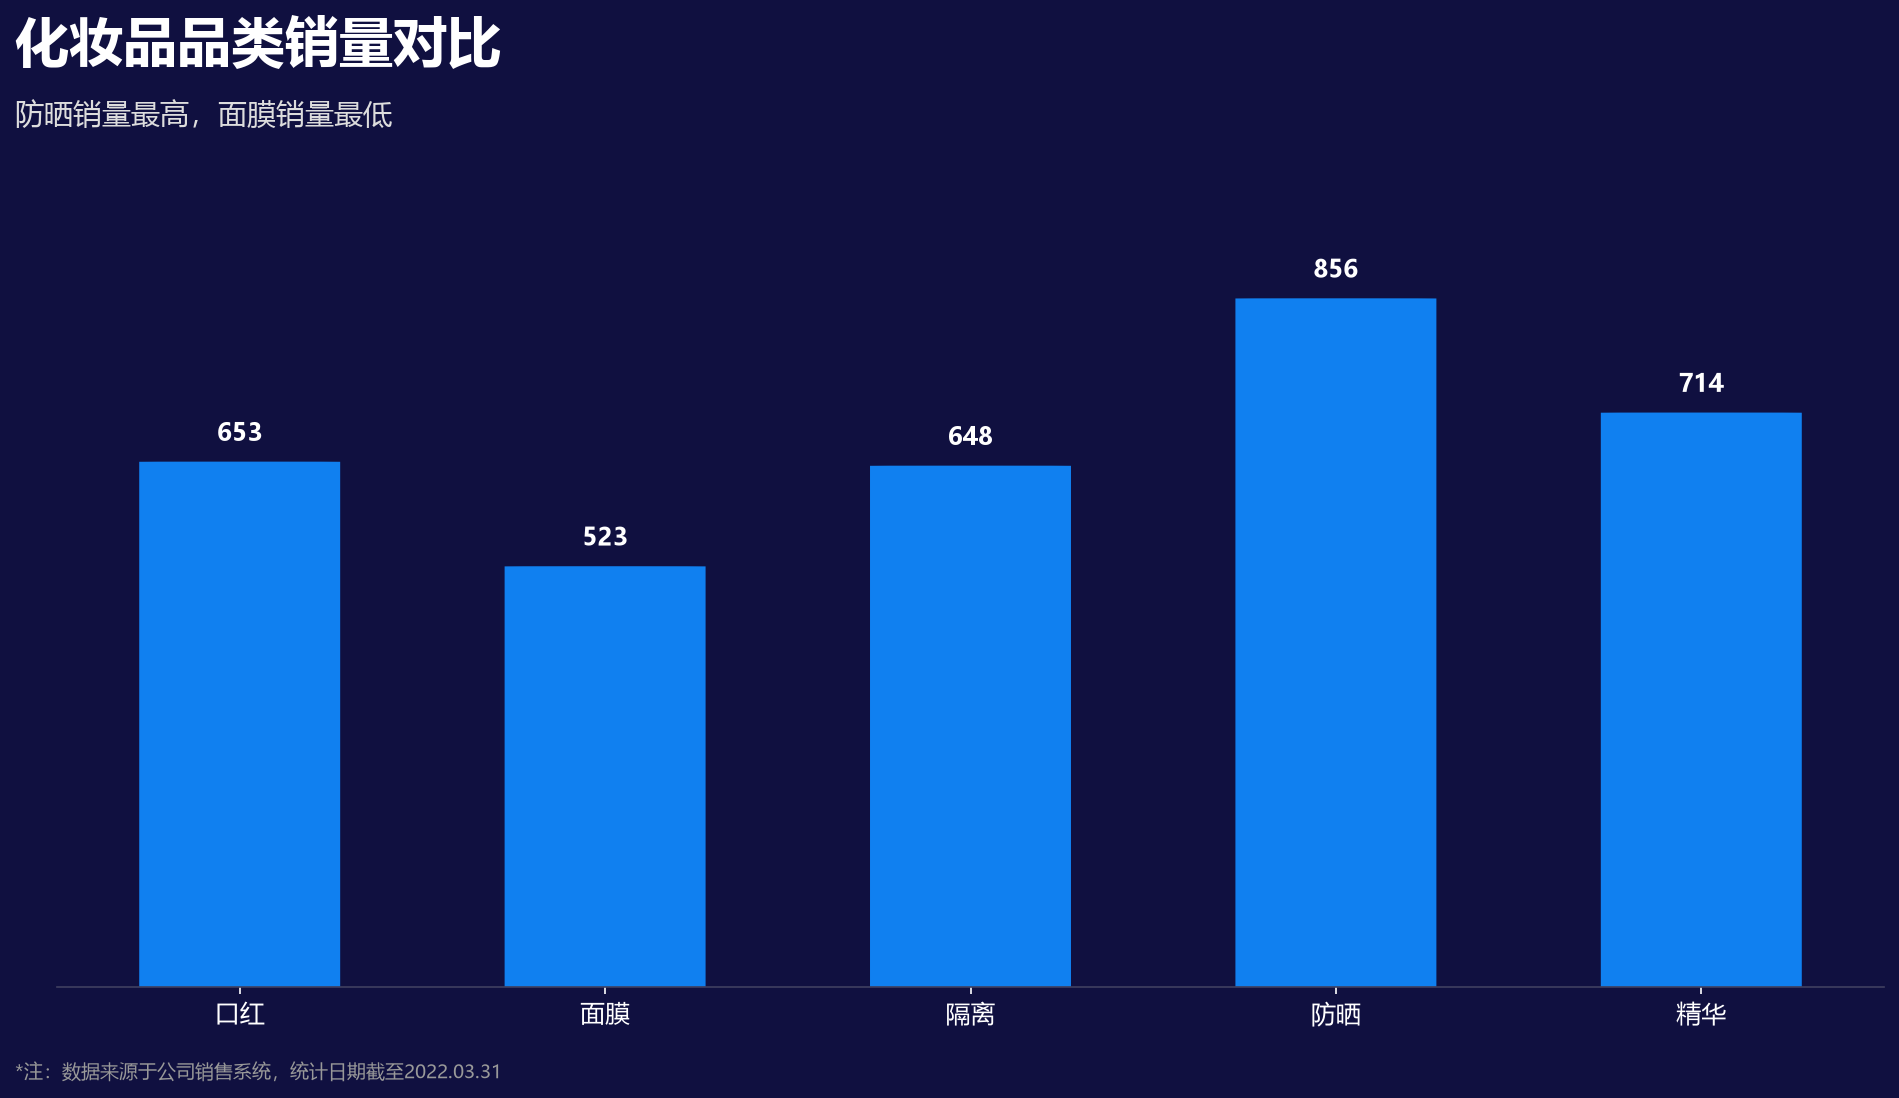 化妆品品类销量对比
防晒销量最高，面膜销量最低
856
714
653
648
523
口红
面膜
隔离
防晒
精华
*注：数据来源于公司销售系统，统计日期截至2022.03.31